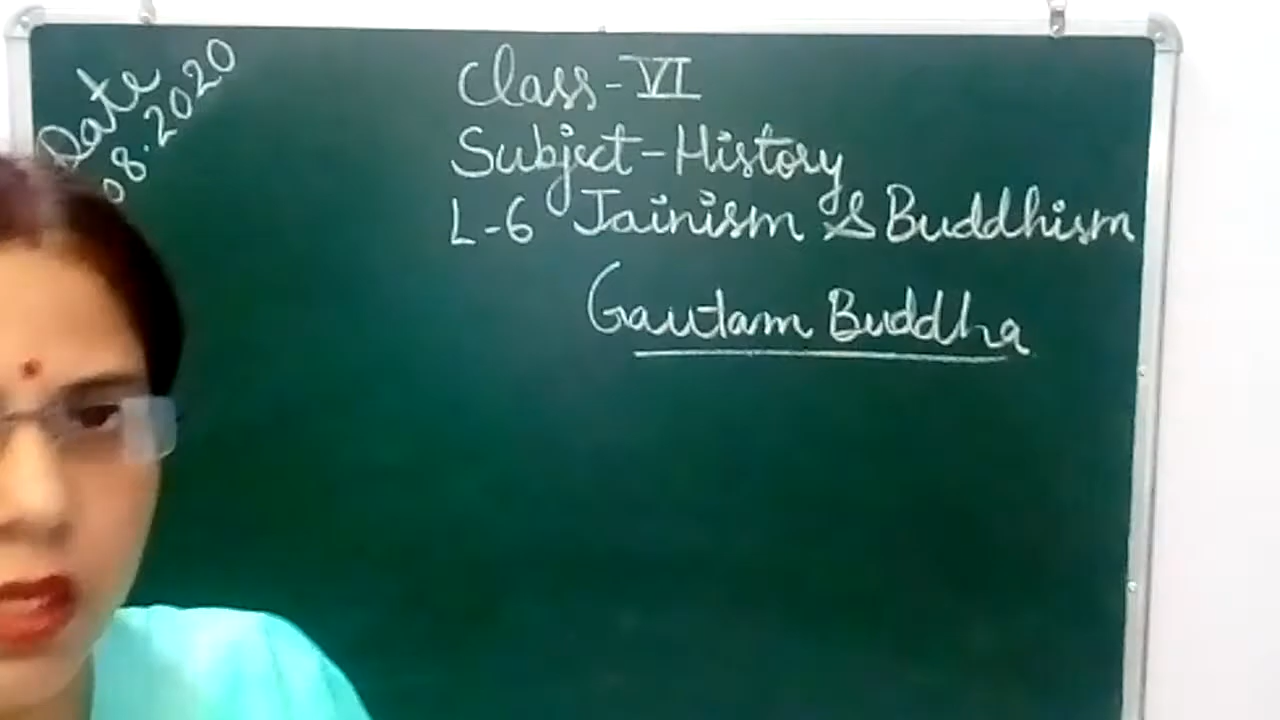 Date
08.2020
Class-VI
Subject-History
L-6 Jainism & Buddhism
Gautam Buddha